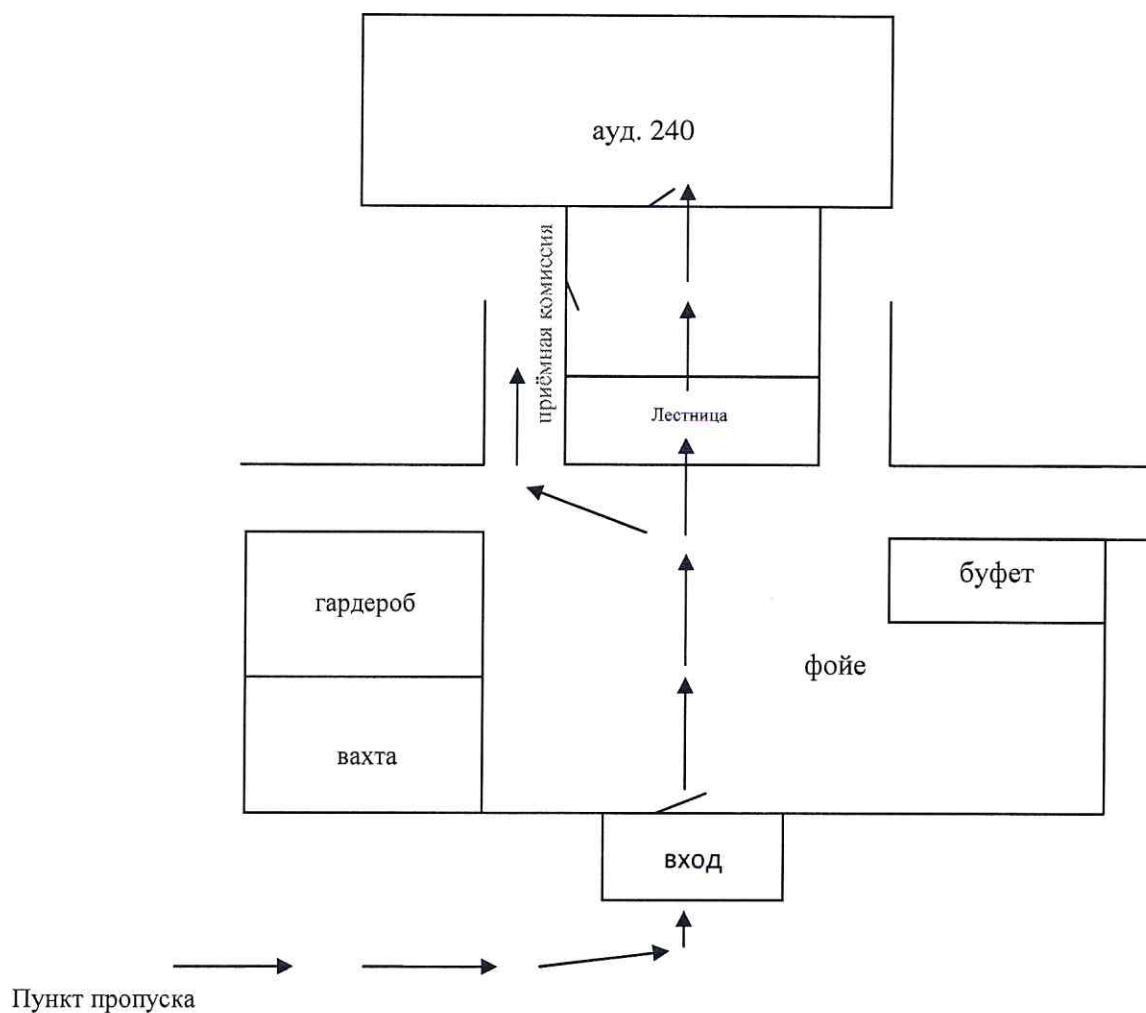 ауд. 240
приёмная комиссия
Лестница
гардероб
буфет
фойе
вахта
вход
Пункт пропуска